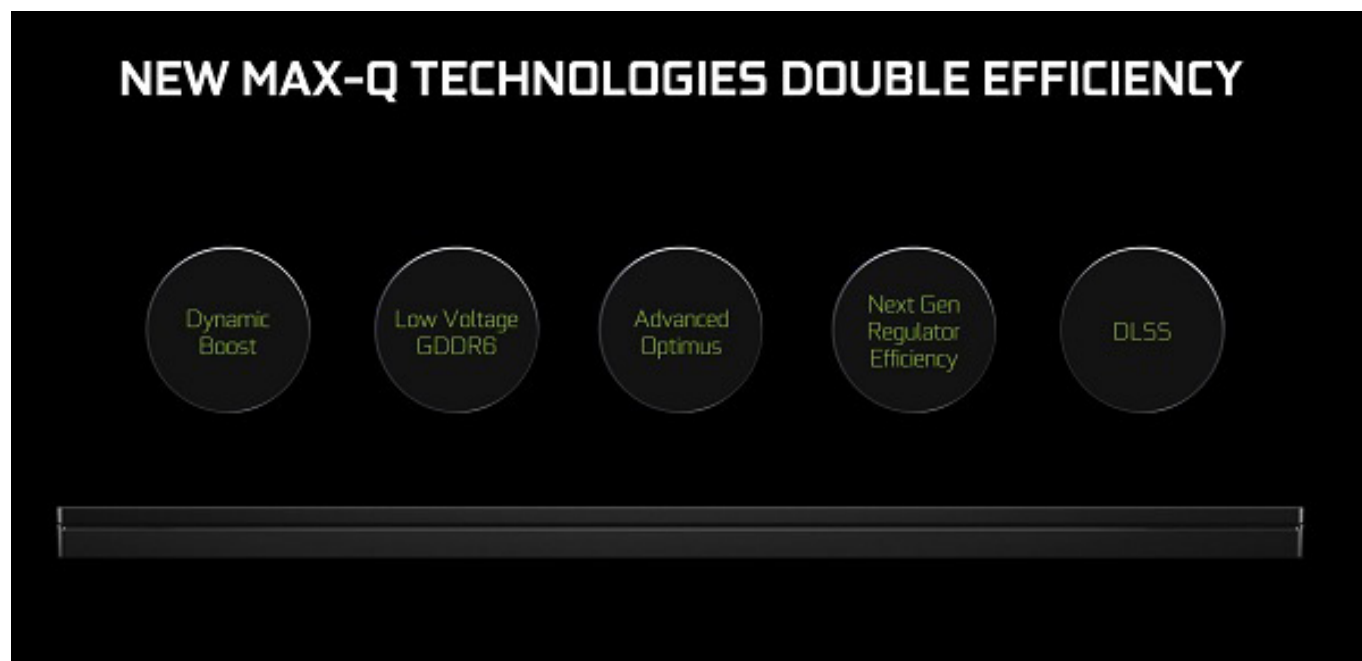 NEW MAX-Q TECHNOLOGIES DOUBLE EFFICIENCY
Dynamic
Boost
Low Voltage
GDDR6
Advanced
Optimus
Next Gen
Regulator
Efficiency
DLSS